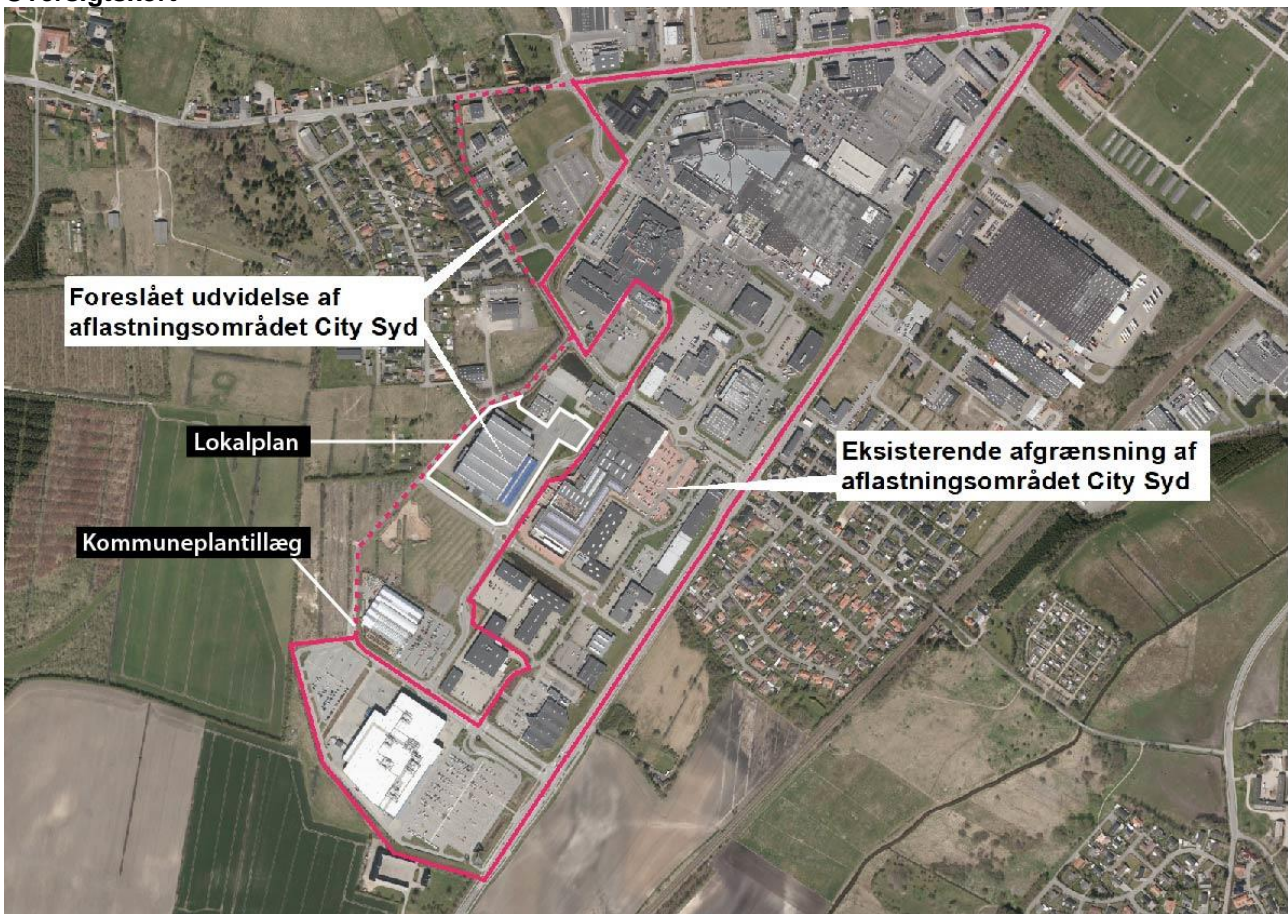 Foreslået udvidelse af
aflastningsområdet City Syd
Lokalplan
Eksisterende afgrænsning af
aflastningsområdet City Syd
Kommuneplantillæg